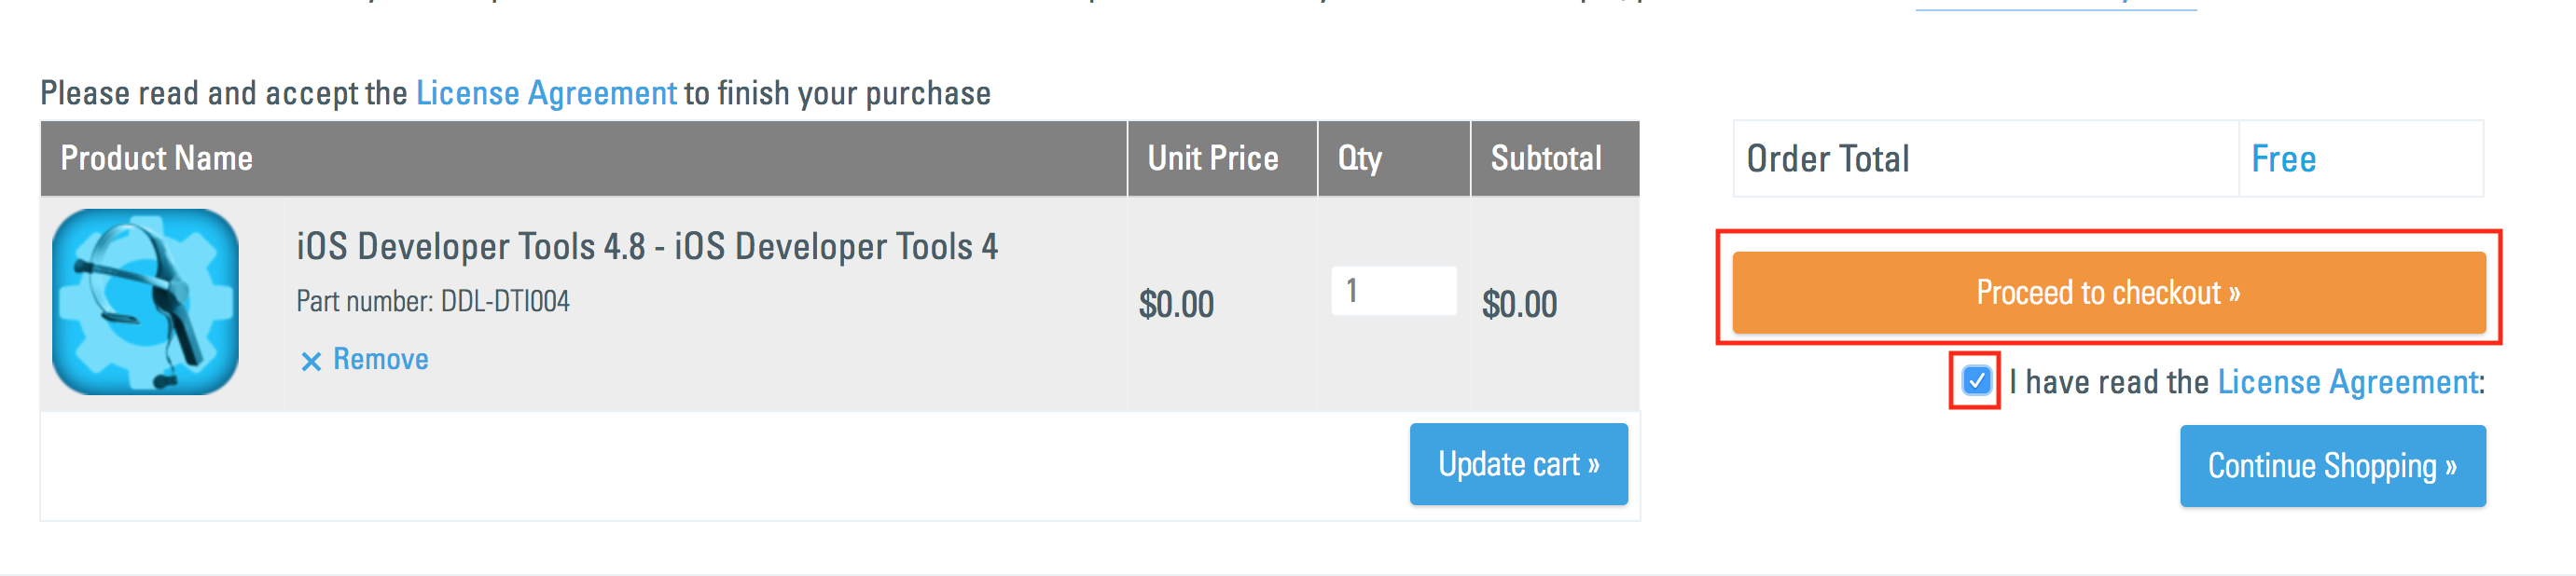 Please read and accept the License Agreement to finish your purchase
Product Name Unit Price Qty Subtotal
iOS Developer Tools 4.8 - iOS Developer Tools 4
Part number: DDL-DTI004
$0.00 1 $0.00
× Remove
Update cart »
Order Total Free
Proceed to checkout »
I have read the License Agreement:
Continue Shopping »